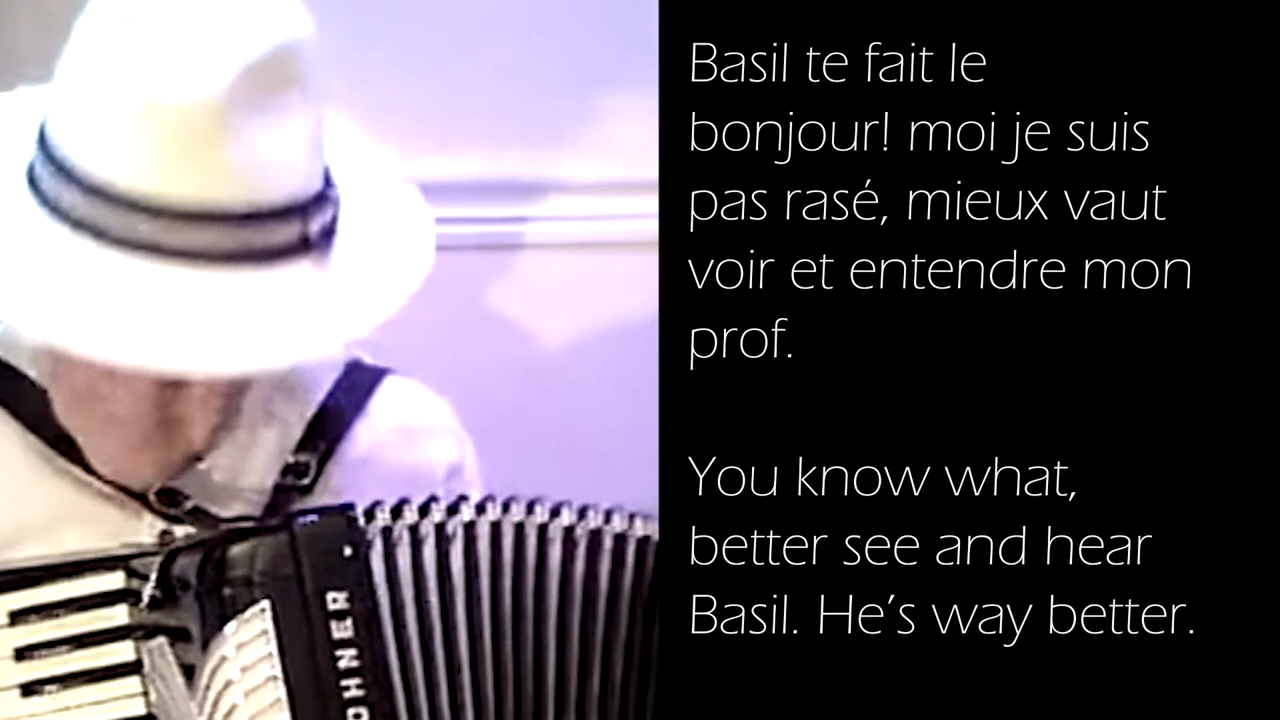 Basil te fait le
bonjour! moi je suis
pas rasé, mieux vaut
voir et entendre mon
prof.
You know what,
better see and hear
Basil. He's way better.
OHNER